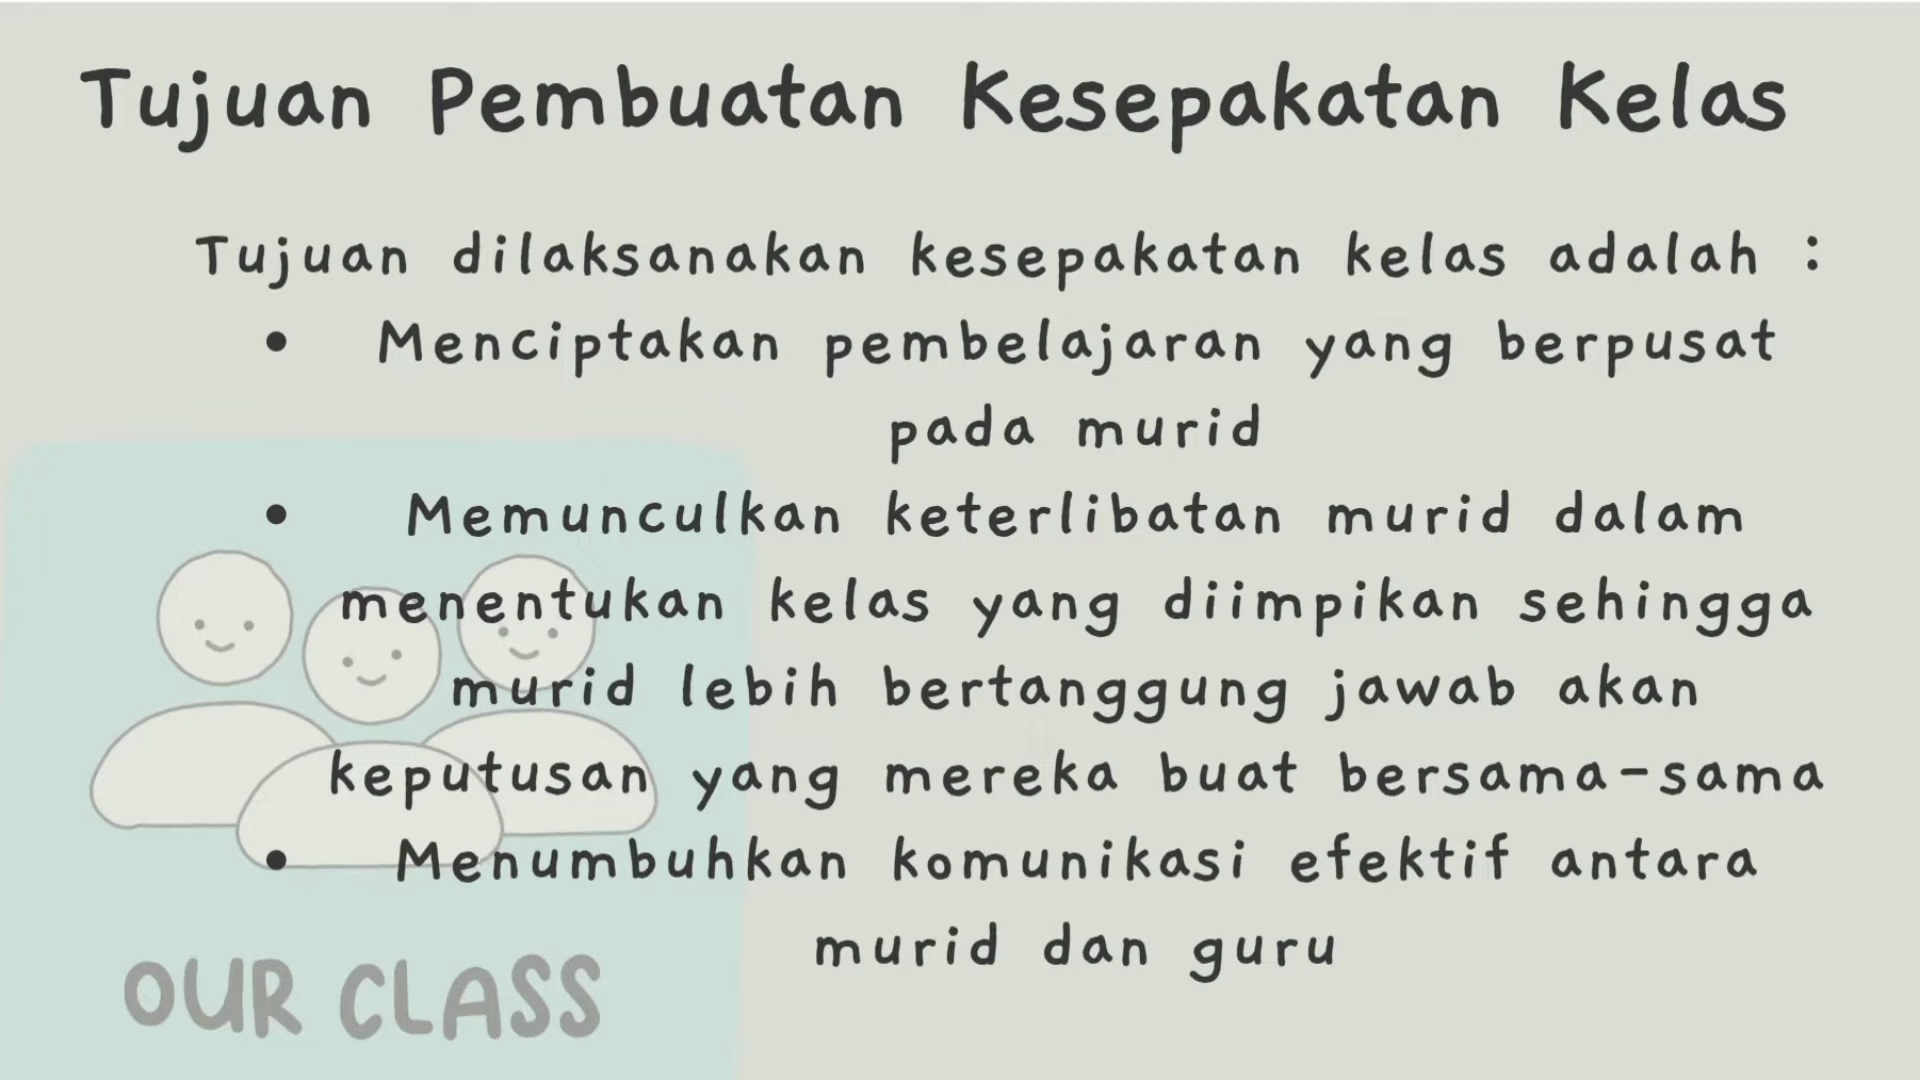 Tujuan Pembuatan Kesepakatan Kelas
Tujuan dilaksanakan kesepakatan kelas adalah :
• Menciptakan pembelajaran yang berpusat
pada murid
• Memunculkan keterlibatan murid dalam
menentukan kelas yang diimpikan sehingga
murid lebih bertanggung jawab akan
keputusan yang mereka buat bersama-sama
• Menumbuhkan komunikasi efektif antara
murid dan guru
OUR CLASS